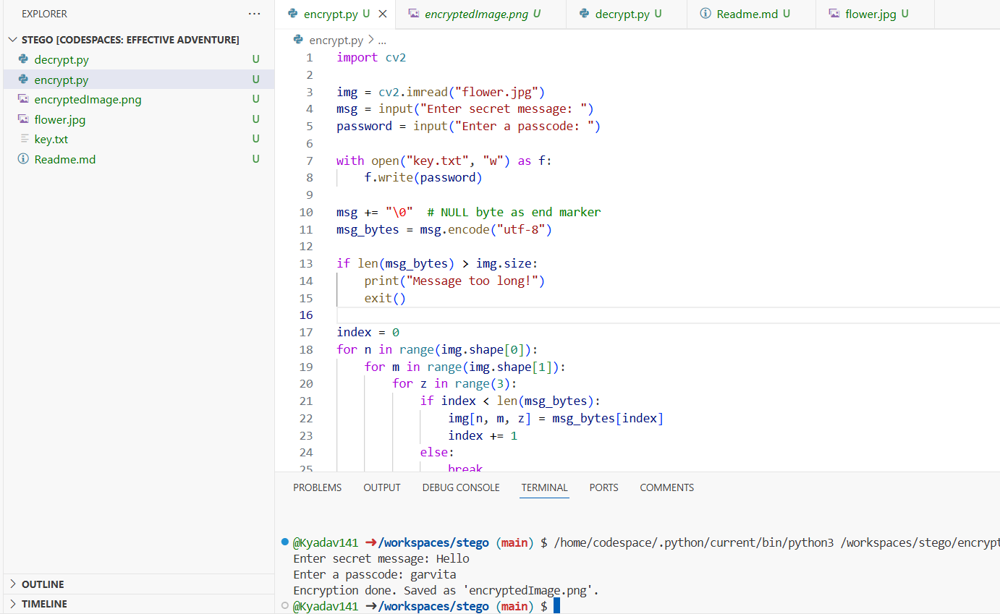 EXPLORER
...
STEGO [CODESPACES: EFFECTIVE ADVENTURE]
decrypt.py U
encrypt.py U
encryptedImage.png U
flower.jpg U
key.txt U
Readme.md U
OUTLINE
TIMELINE
encrypt.py U
encryptedImage.png U
decrypt.py U
Readme.md U
flower.jpg U
encrypt.py > ...
1 import cv2
2
3 img = cv2.imread("flower.jpg")
4 msg = input("Enter secret message: ")
5 password = input("Enter a passcode: ")
6
7 with open("key.txt", "w") as f:
8     f.write(password)
9
10 msg += "\0"  # NULL byte as end marker
11 msg_bytes = msg.encode("utf-8")
12
13 if len(msg_bytes) > img.size:
14     print("Message too long!")
15     exit()
16
17 index = 0
18 for n in range(img.shape[0]):
19     for m in range(img.shape[1]):
20         for z in range(3):
21             if index < len(msg_bytes):
22                 img[n, m, z] = msg_bytes[index]
23                 index += 1
24             else:
25                 break
PROBLEMS OUTPUT DEBUG CONSOLE TERMINAL PORTS COMMENTS
@Kyadav141 ➜ /workspaces/stego (main) $ /home/codespace/.python/current/bin/python3 /workspaces/stego/encrypt
Enter secret message: Hello
Enter a passcode: garvita
Encryption done. Saved as 'encryptedImage.png'.
@Kyadav141 ➜ /workspaces/stego (main) $